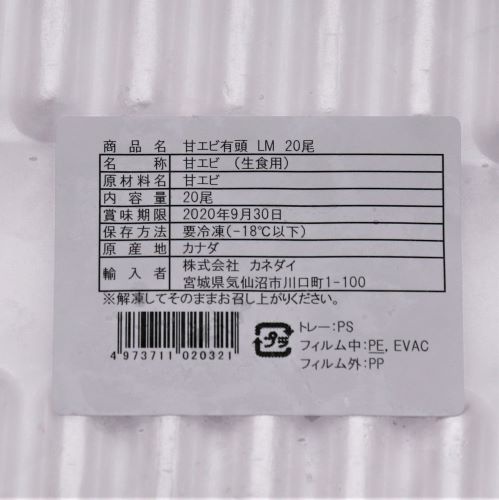 商品名 甘エビ有頭 LM 20尾
名称 甘エビ (生食用)
原材料名 甘エビ
内容量 20尾
賞味期限 2020年9月30日
保存方法 要冷凍(-18℃以下)
原産地 カナダ
輸入者 株式会社 カネダイ
宮城県気仙沼市川口町1-100
※解凍してそのままお召し上がりください。
4 973711 020321
プラ
トレー:PS
フィルム中:PE, EVAC
フィルム外:PP